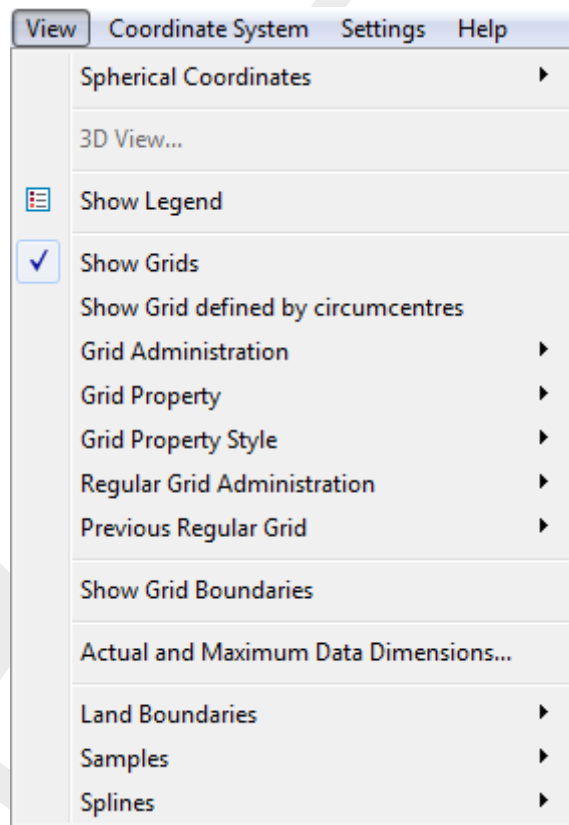 View Coordinate System Settings Help
Spherical Coordinates
3D View...
Show Legend
Show Grids
Show Grid defined by circumcentres
Grid Administration
Grid Property
Grid Property Style
Regular Grid Administration
Previous Regular Grid
Show Grid Boundaries
Actual and Maximum Data Dimensions...
Land Boundaries
Samples
Splines